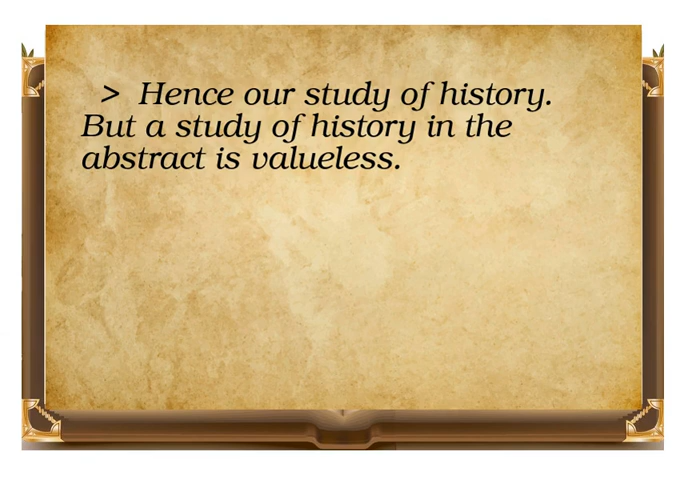 > Hence our study of history.
But a study of history in the
abstract is valueless.